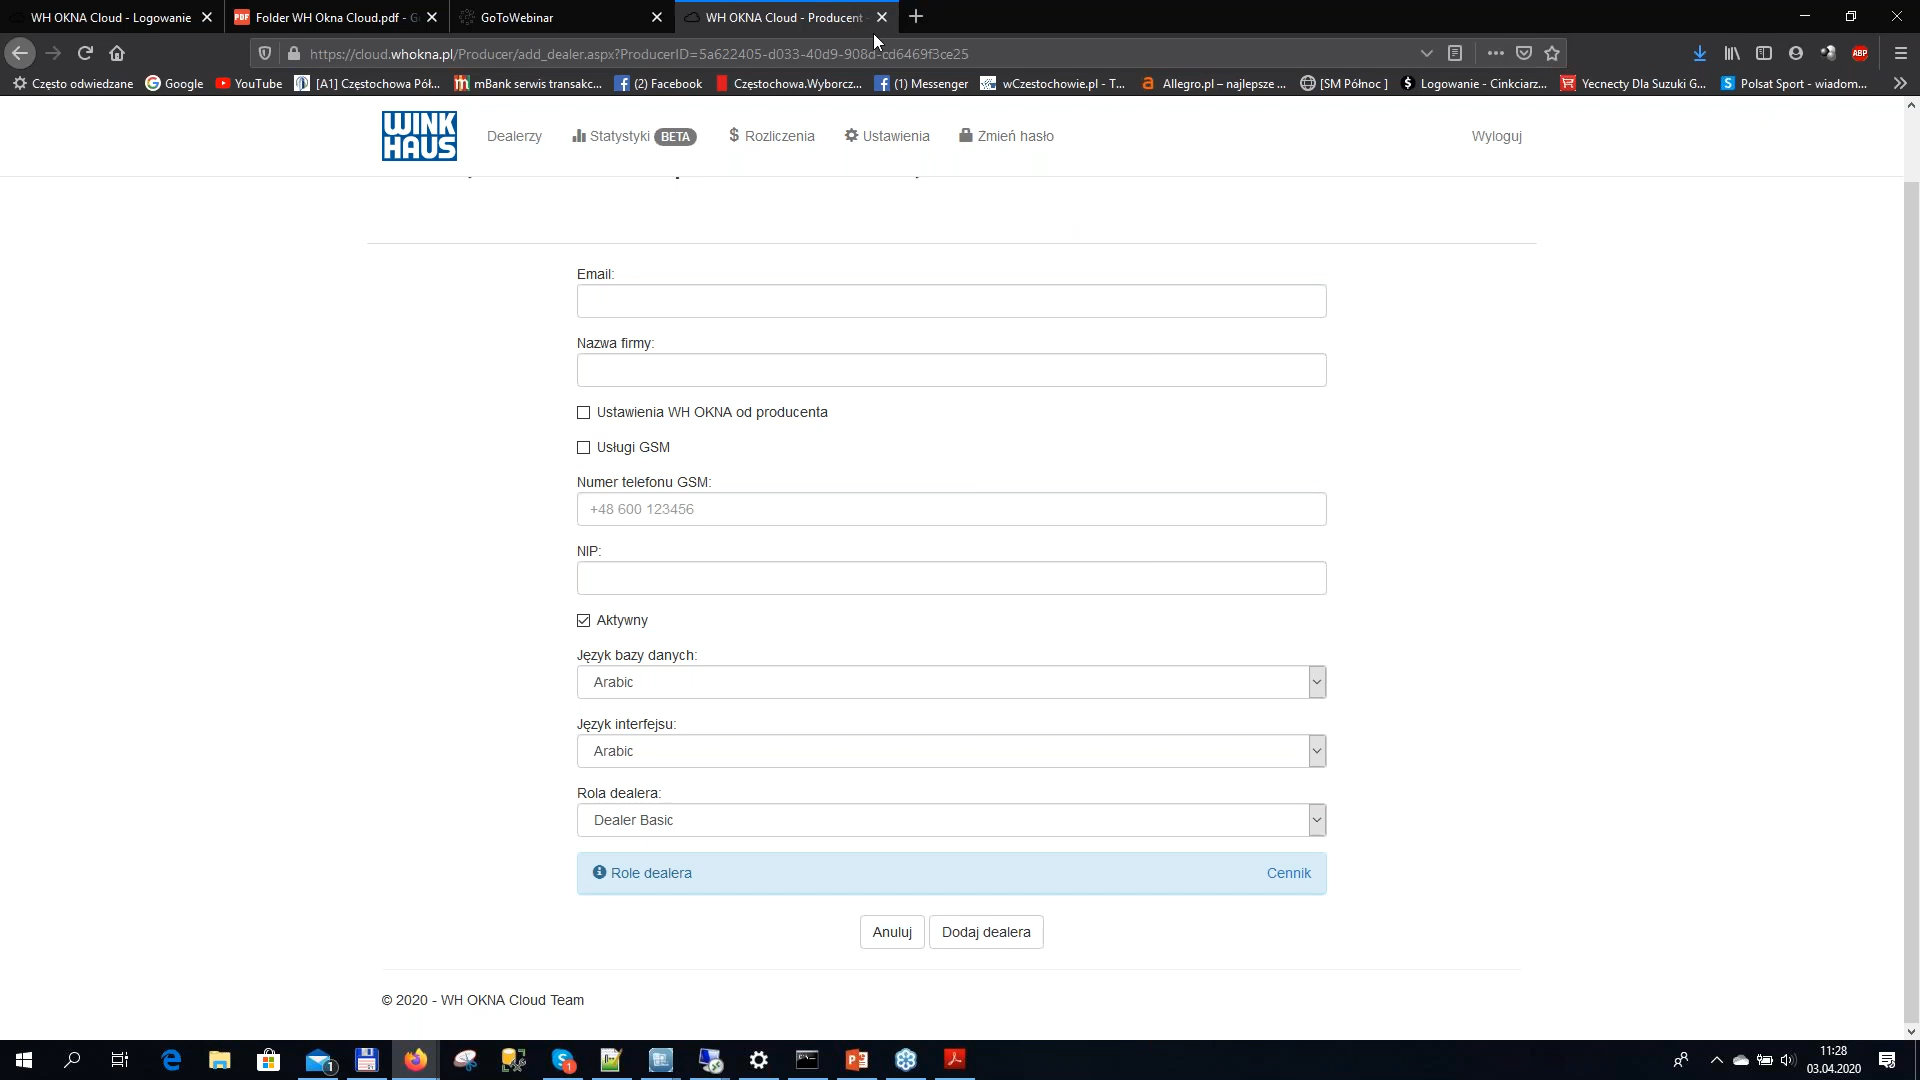 WH OKNA Cloud - Logowanie
PDF Folder WH Okna Cloud.pdf - G
GoToWebinar
WH OKNA Cloud - Producent -
https://cloud.whokna.pl/Producer/add_dealer.aspx?ProducerID=5a622405-d033-40d9-908d-cd6469f3ce25
ABP
Często odwiedzane
Google
YouTube
[A1] Częstochowa Pół...
mBank serwis transakc...
(2) Facebook
Częstochowa.Wyborcz...
(1) Messenger
wCzestochowie.pl - T...
Allegro.pl – najlepsze ...
[SM Północ ]
Logowanie - Cinkciarz...
Yecnecty Dla Suzuki G...
Polsat Sport - wiadom...
WINK
HAUS
Dealerzy
Statystyki BETA
$ Rozliczenia
Ustawienia
Zmień hasło
Wyloguj
Email:
Nazwa firmy:
Ustawienia WH OKNA od producenta
Usługi GSM
Numer telefonu GSM:
+48 600 123456
NIP:
Aktywny
Język bazy danych:
Arabic
Język interfejsu:
Arabic
Rola dealera:
Dealer Basic
Role dealera
Cennik
Anuluj
Dodaj dealera
© 2020 - WH OKNA Cloud Team
11:28
03.04.2020